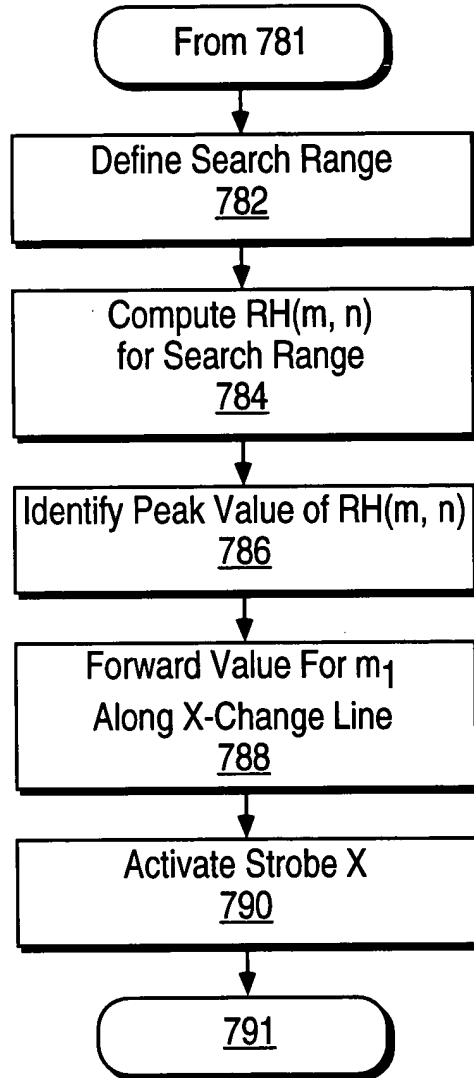 From 781
Define Search Range
782
Compute RH(m, n)
for Search Range
784
Identify Peak Value of RH(m, n)
786
Forward Value For m1
Along X-Change Line
788
Activate Strobe X
790
791